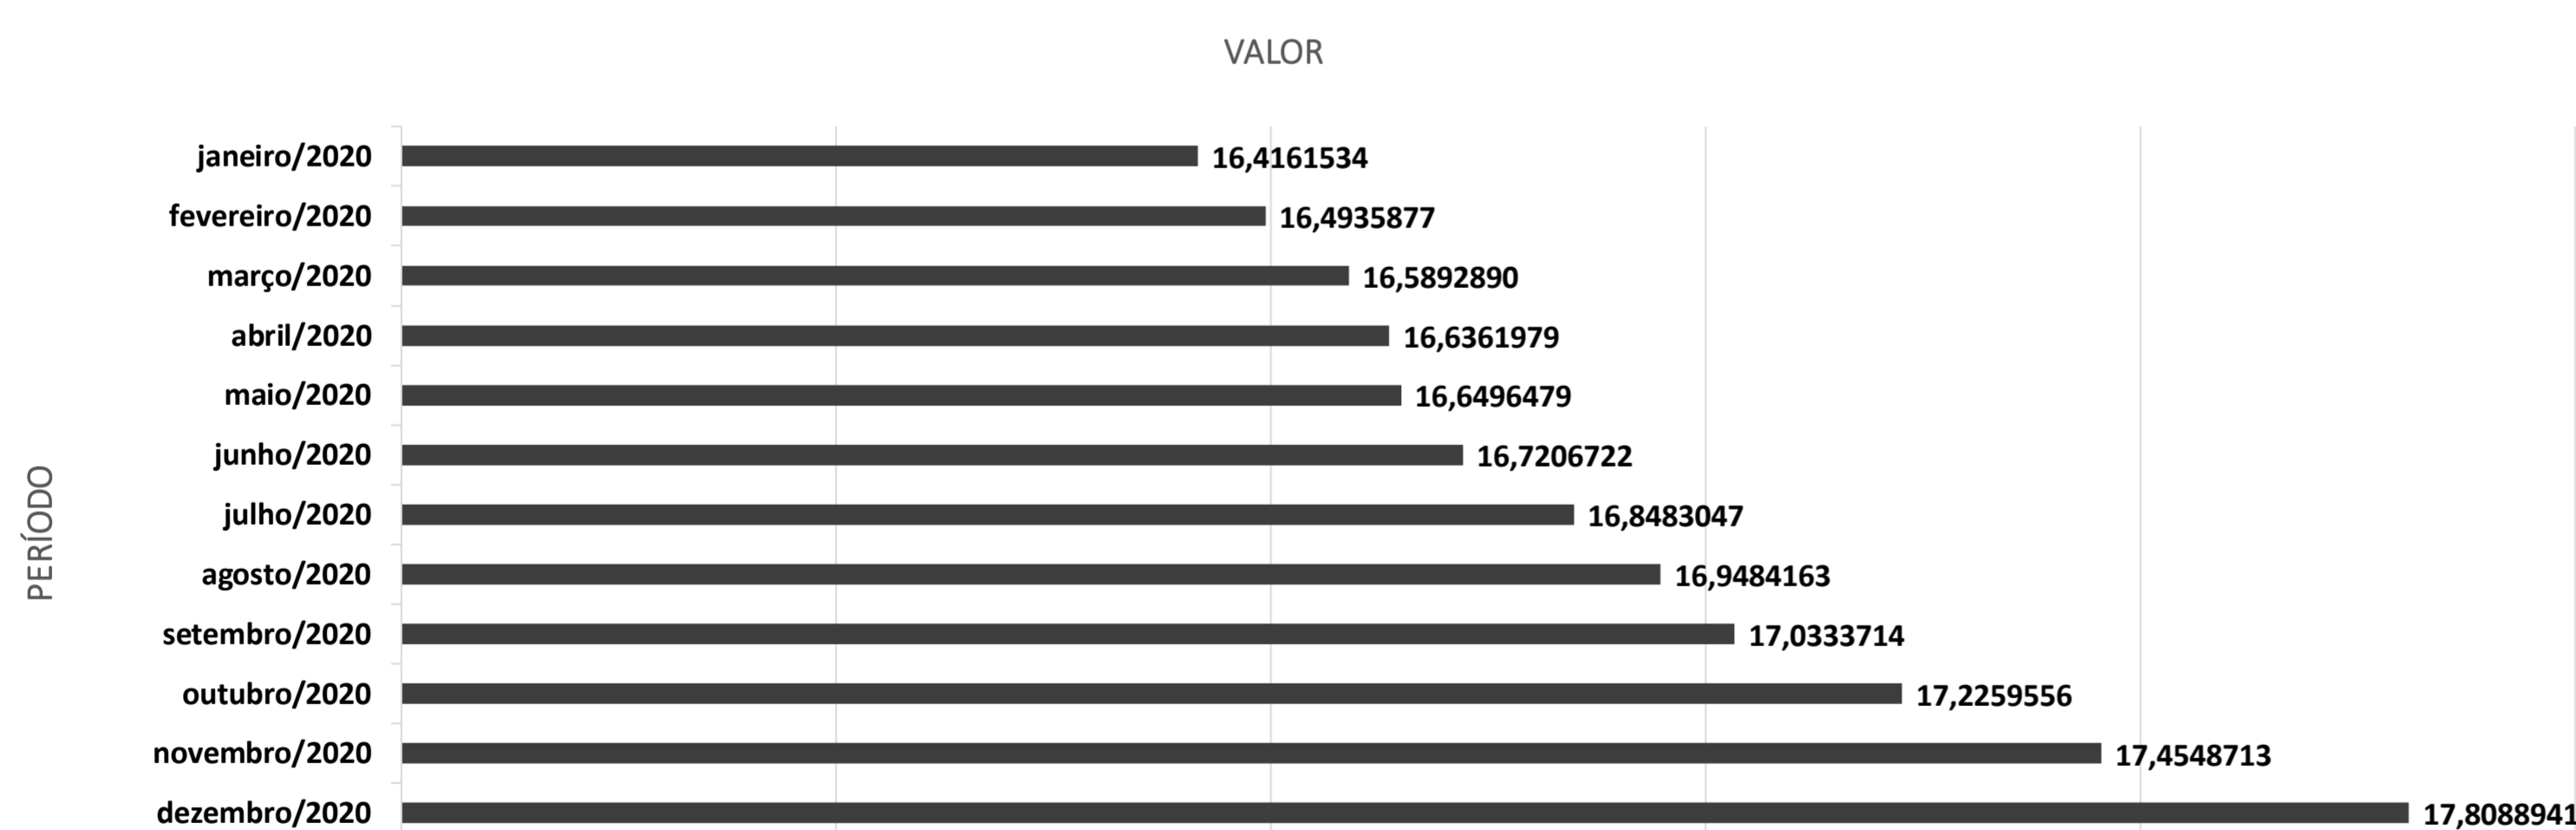 VALOR
janeiro/2020 16,4161534
fevereiro/2020 16,4935877
março/2020 16,5892890
abril/2020 16,6361979
maio/2020 16,6496479
junho/2020 16,7206722
julho/2020 16,8483047
agosto/2020 16,9484163
setembro/2020 17,0333714
outubro/2020 17,2259556
novembro/2020 17,4548713
dezembro/2020 17,8088941
PERÍODO